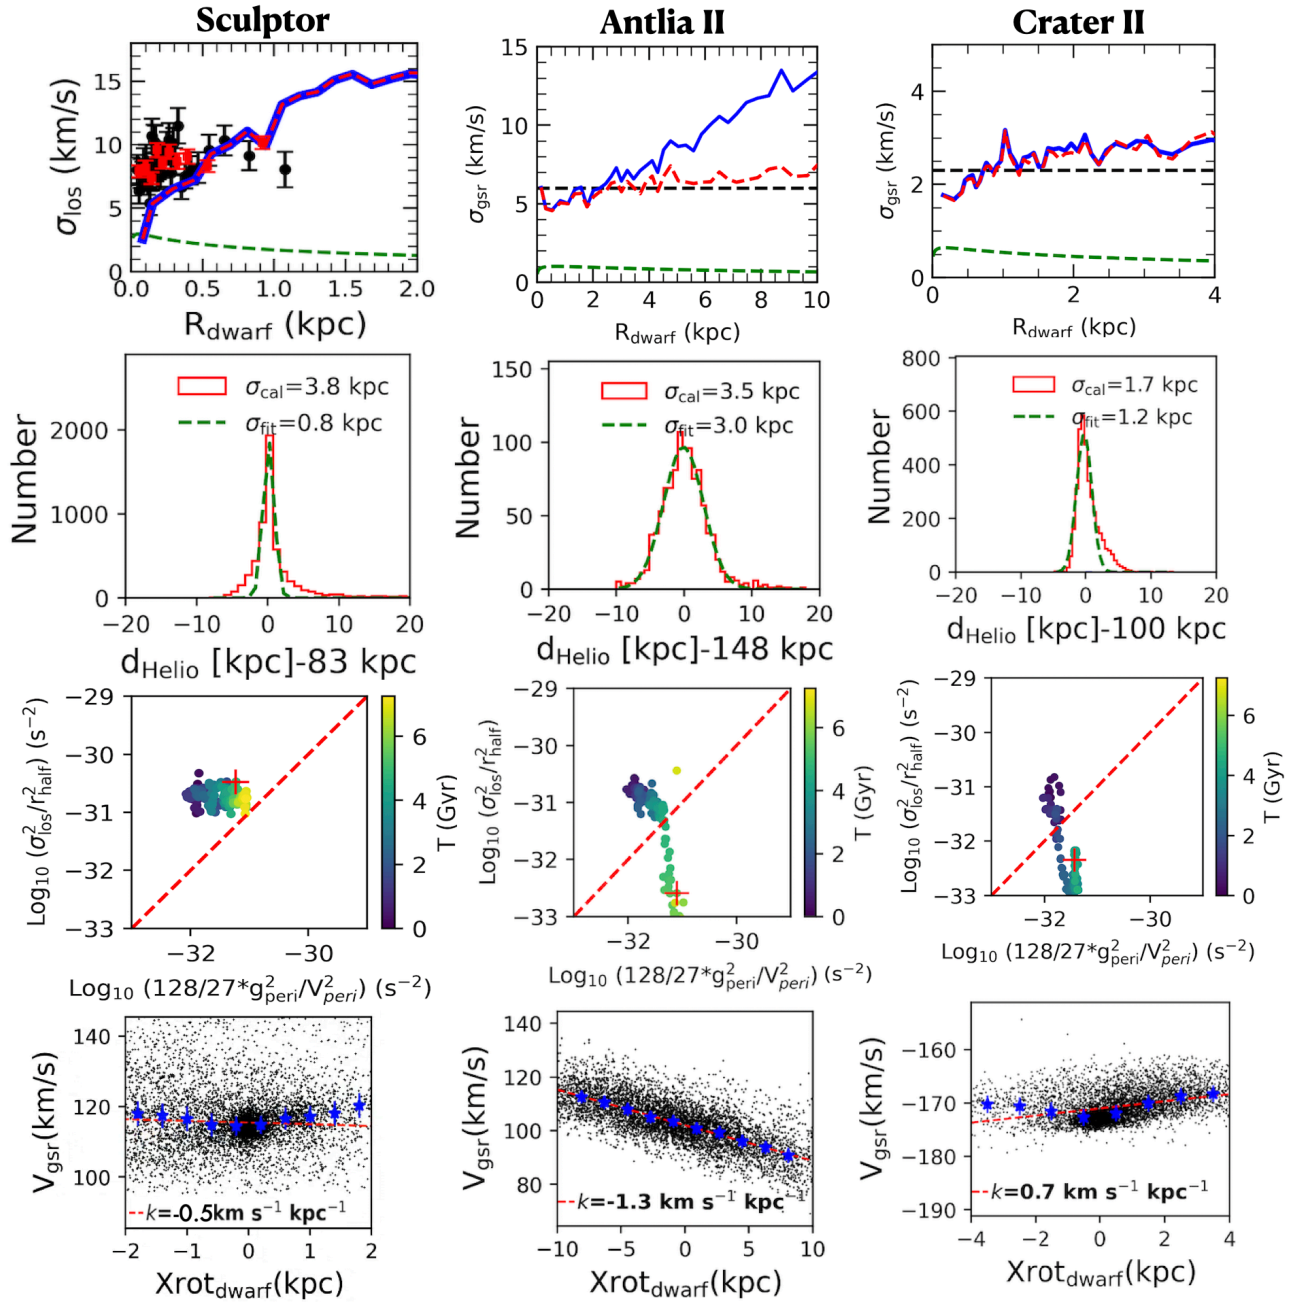 Sculptor
Antlia II
Crater II
15
10
5
0
σlos (km/s)
0.0 0.5 1.0 1.5 2.0
Rdwarf (kpc)
15
10
5
0
σgsr (km/s)
0 2 4 6 8 10
Rdwarf (kpc)
4
2
0
σgsr (km/s)
0 2 4
Rdwarf (kpc)
σcal=3.8 kpc
σfit=0.8 kpc
2000
1000
0
Number
−20 −10 0 10 20
dHelio [kpc]-83 kpc
σcal=3.5 kpc
σfit=3.0 kpc
150
100
50
0
Number
−20 −10 0 10 20
dHelio [kpc]-148 kpc
σcal=1.7 kpc
σfit=1.2 kpc
800
600
400
200
0
Number
−20 −10 0 10 20
dHelio [kpc]-100 kpc
−29
−30
−31
−32
−33
Log10 (σ²los/r²half) (s−2)
−32 −30
Log10 (128/27*g²peri/V²peri) (s−2)
6
4
2
0
T (Gyr)
−29
−30
−31
−32
−33
Log10 (σ²los/r²half)
−32 −30
Log10 (128/27*g²peri/V²peri) (s−2)
6
4
2
0
T (Gyr)
−29
−30
−31
−32
−33
Log10 (σ²los/r²half) (s−2)
−32 −30
Log10 (128/27*g²peri/V²peri) (s−2)
6
4
2
0
T (Gyr)
140
120
100
Vgsr(km/s)
k=-0.5km s−1 kpc−1
−2 −1 0 1 2
Xrotdwarf(kpc)
140
120
100
80
Vgsr(km/s)
k=-1.3 km s−1 kpc−1
−10 −5 0 5 10
Xrotdwarf(kpc)
−160
−170
−180
−190
Vgsr(km/s)
k=0.7 km s−1 kpc−1
−4 −2 0 2 4
Xrotdwarf(kpc)